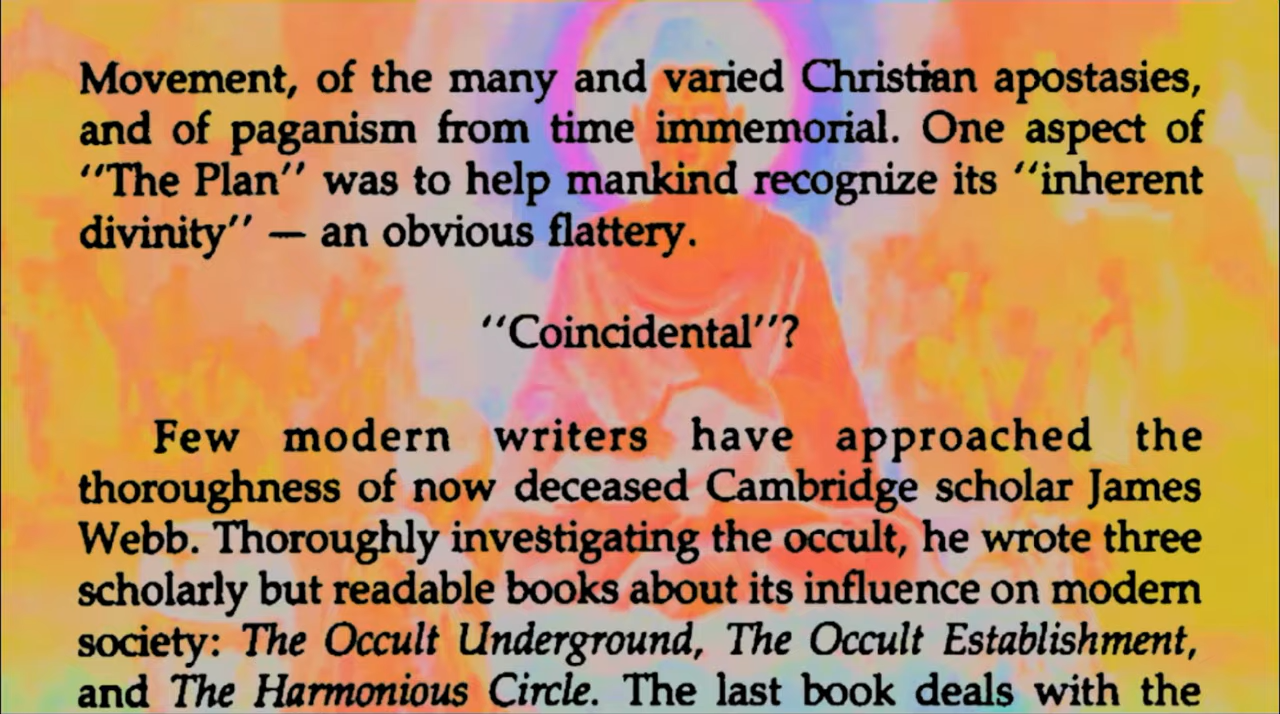 Movement, of the many and varied Christian apostasies,
and of paganism from time immemorial. One aspect of
‘‘The Plan’’ was to help mankind recognize its ‘‘inherent
divinity’’ — an obvious flattery.
‘‘Coincidental’’?
Few modern writers have approached the
thoroughness of now deceased Cambridge scholar James
Webb. Thoroughly investigating the occult, he wrote three
scholarly but readable books about its influence on modern
society: The Occult Underground, The Occult Establishment,
and The Harmonious Circle. The last book deals with the